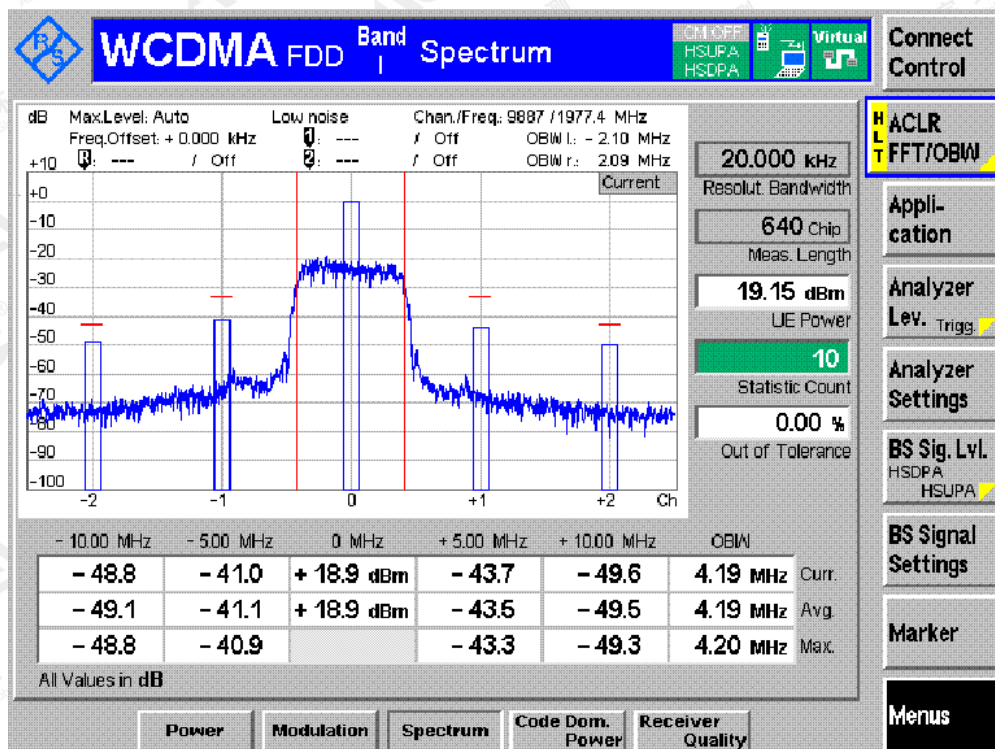 R S
WCDMA FDD Band I Spectrum
CM OFF
HSUPA
HSDPA
Virtual
Connect Control
dB Max.Level: Auto Low noise Chan./Freq.: 9887 /1977.4 MHz
Freq.Offset: + 0.000 kHz 1: --- / Off OBW l.: - 2.10 MHz
R: --- / Off 2: --- / Off OBW r.: 2.09 MHz
Current
+10
+0
-10
-20
-30
-40
-50
-60
-70
-80
-90
-100
-2 -1 0 +1 +2 Ch
20.000 kHz
Resolut. Bandwidth
640 Chip
Meas. Length
19.15 dBm
UE Power
10
Statistic Count
0.00 %
Out of Tolerance
- 10.00 MHz - 5.00 MHz 0 MHz + 5.00 MHz + 10.00 MHz OBW
- 48.8 - 41.0 + 18.9 dBm - 43.7 - 49.6 4.19 MHz Curr.
- 49.1 - 41.1 + 18.9 dBm - 43.5 - 49.5 4.19 MHz Avg.
- 48.8 - 40.9 - 43.3 - 49.3 4.20 MHz Max.
All Values in dB
HLT
ACLR
FFT/OBW
Appli-
cation
Analyzer
Lev. Trigg.
Analyzer
Settings
BS Sig. Lvl.
HSDPA
HSUPA
BS Signal
Settings
Marker
Menus
Power
Modulation
Spectrum
Code Dom.
Power
Receiver
Quality